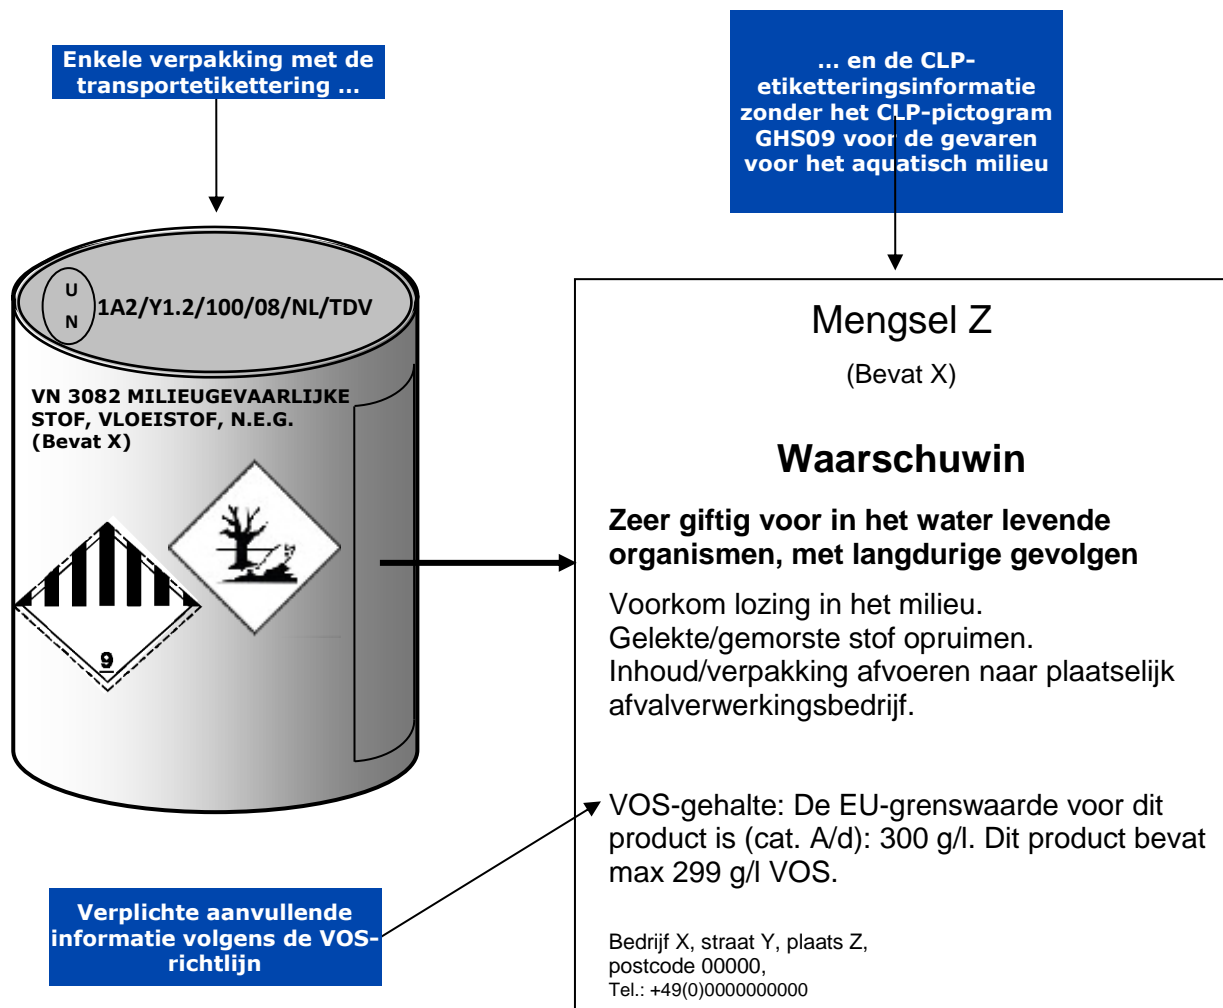 Enkele verpakking met de
transportetikettering ...
... en de CLP-
etiketteringsinformatie
zonder het CLP-pictogram
GHS09 voor de gevaren
voor het aquatisch milieu
U
N
1A2/Y1.2/100/08/NL/TDV
VN 3082 MILIEUGEVAARLIJKE
STOF, VLOEISTOF, N.E.G.
(Bevat X)
9
Mengsel Z
(Bevat X)
Waarschuwin
Zeer giftig voor in het water levende
organismen, met langdurige gevolgen
Voorkom lozing in het milieu.
Gelekte/gemorste stof opruimen.
Inhoud/verpakking afvoeren naar plaatselijk
afvalverwerkingsbedrijf.
VOS-gehalte: De EU-grenswaarde voor dit
product is (cat. A/d): 300 g/l. Dit product bevat
max 299 g/l VOS.
Verplichte aanvullende
informatie volgens de VOS-
richtlijn
Bedrijf X, straat Y, plaats Z,
postcode 00000,
Tel.: +49(0)0000000000